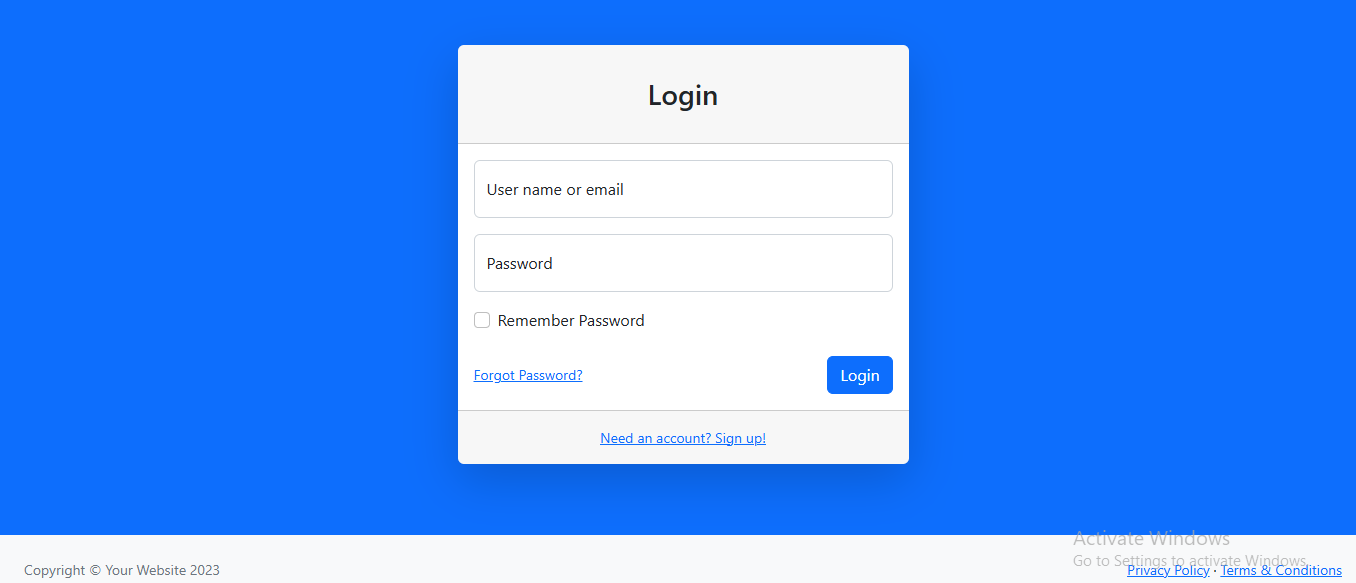 Login
User name or email
Password
Remember Password
Forgot Password?
Login
Need an account? Sign up!
Activate Windows
Go to Settings to activate Windows.
Copyright © Your Website 2023
Privacy Policy · Terms & Conditions